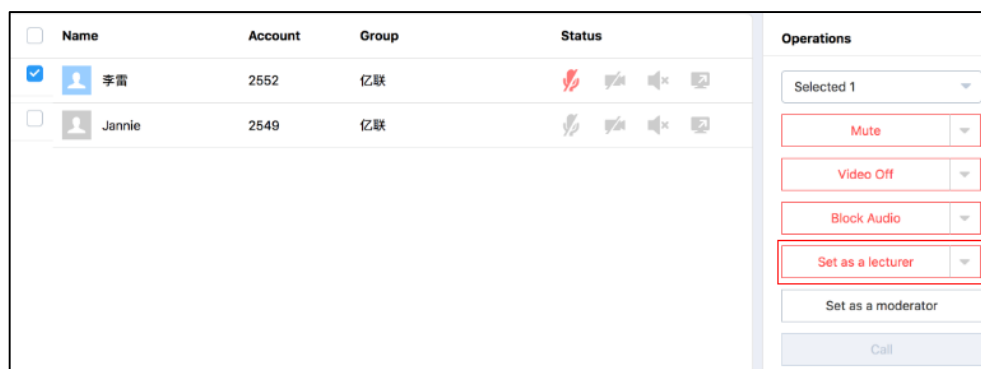 Name Account Group Status
李雷 2552 亿联
Jannie 2549 亿联
Operations
Selected 1
Mute
Video Off
Block Audio
Set as a lecturer
Set as a moderator
Call